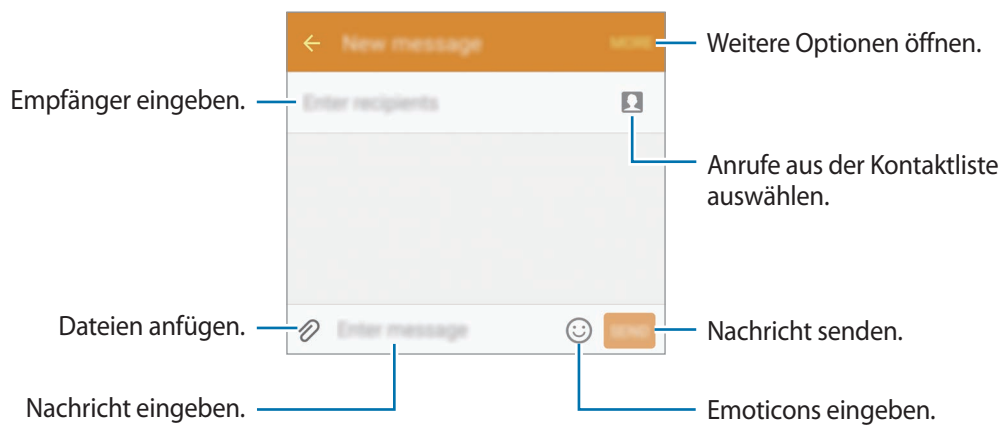 New message
MORE
Weitere Optionen öffnen.
Empfänger eingeben.
Enter recipients
Anrufe aus der Kontaktliste
auswählen.
Dateien anfügen.
Enter message
SEND
Nachricht senden.
Nachricht eingeben.
Emoticons eingeben.